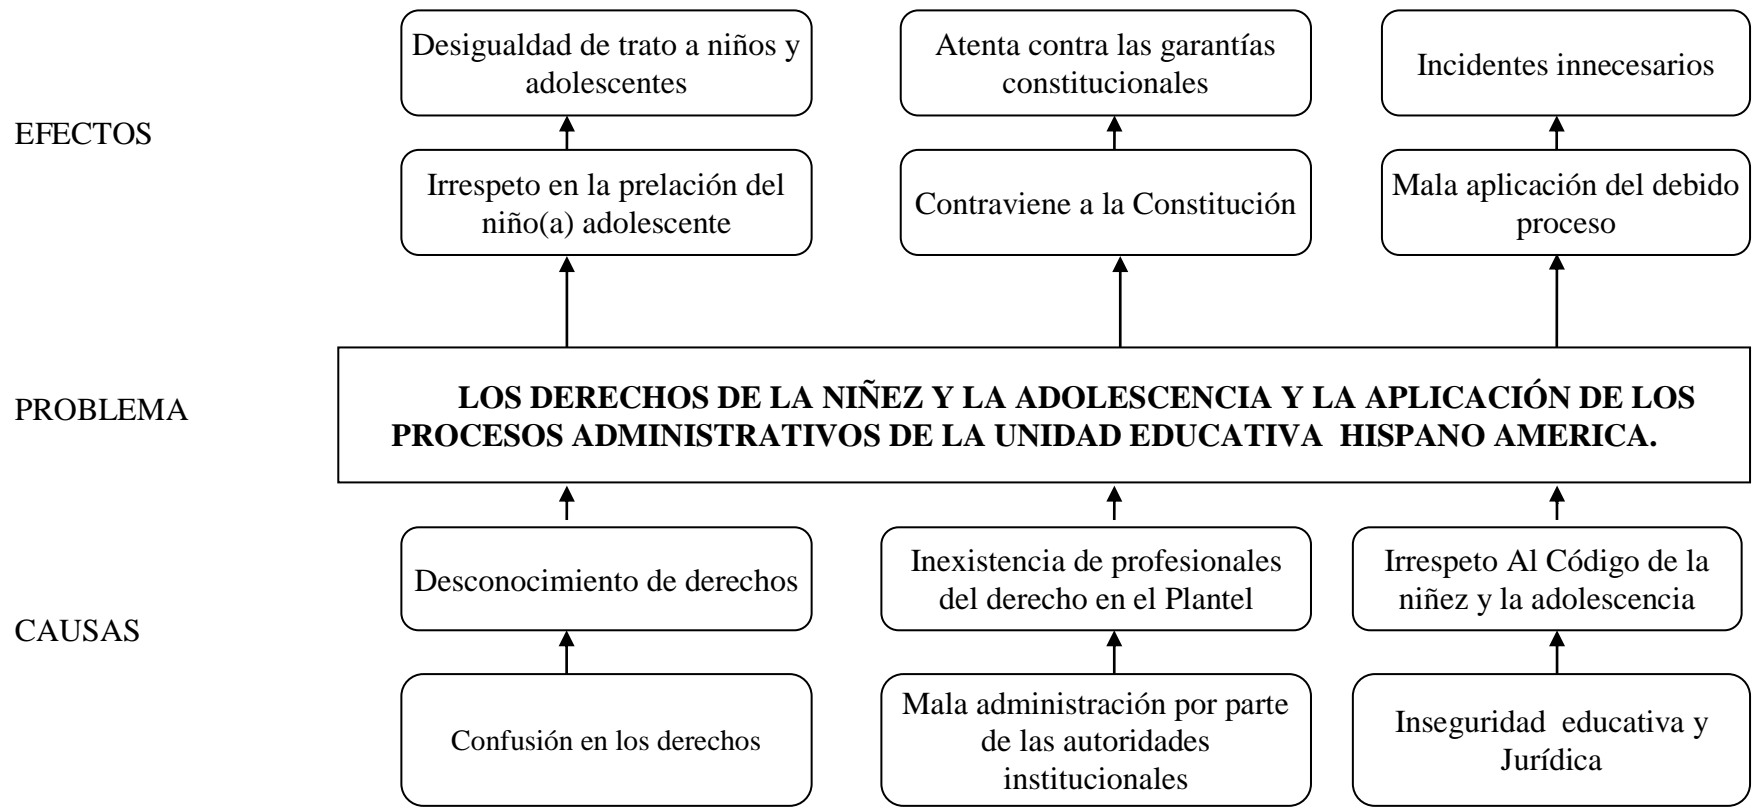 Desigualdad de trato a niños y
adolescentes
Atenta contra las garantías
constitucionales
Incidentes innecesarios
EFECTOS
Irrespeto en la prelación del
niño(a) adolescente
Contraviene a la Constitución
Mala aplicación del debido
proceso
PROBLEMA
LOS DERECHOS DE LA NIÑEZ Y LA ADOLESCENCIA Y LA APLICACIÓN DE LOS
PROCESOS ADMINISTRATIVOS DE LA UNIDAD EDUCATIVA HISPANO AMERICA.
Desconocimiento de derechos
Inexistencia de profesionales
del derecho en el Plantel
Irrespeto Al Código de la
niñez y la adolescencia
CAUSAS
Confusión en los derechos
Mala administración por parte
de las autoridades
institucionales
Inseguridad educativa y
Jurídica